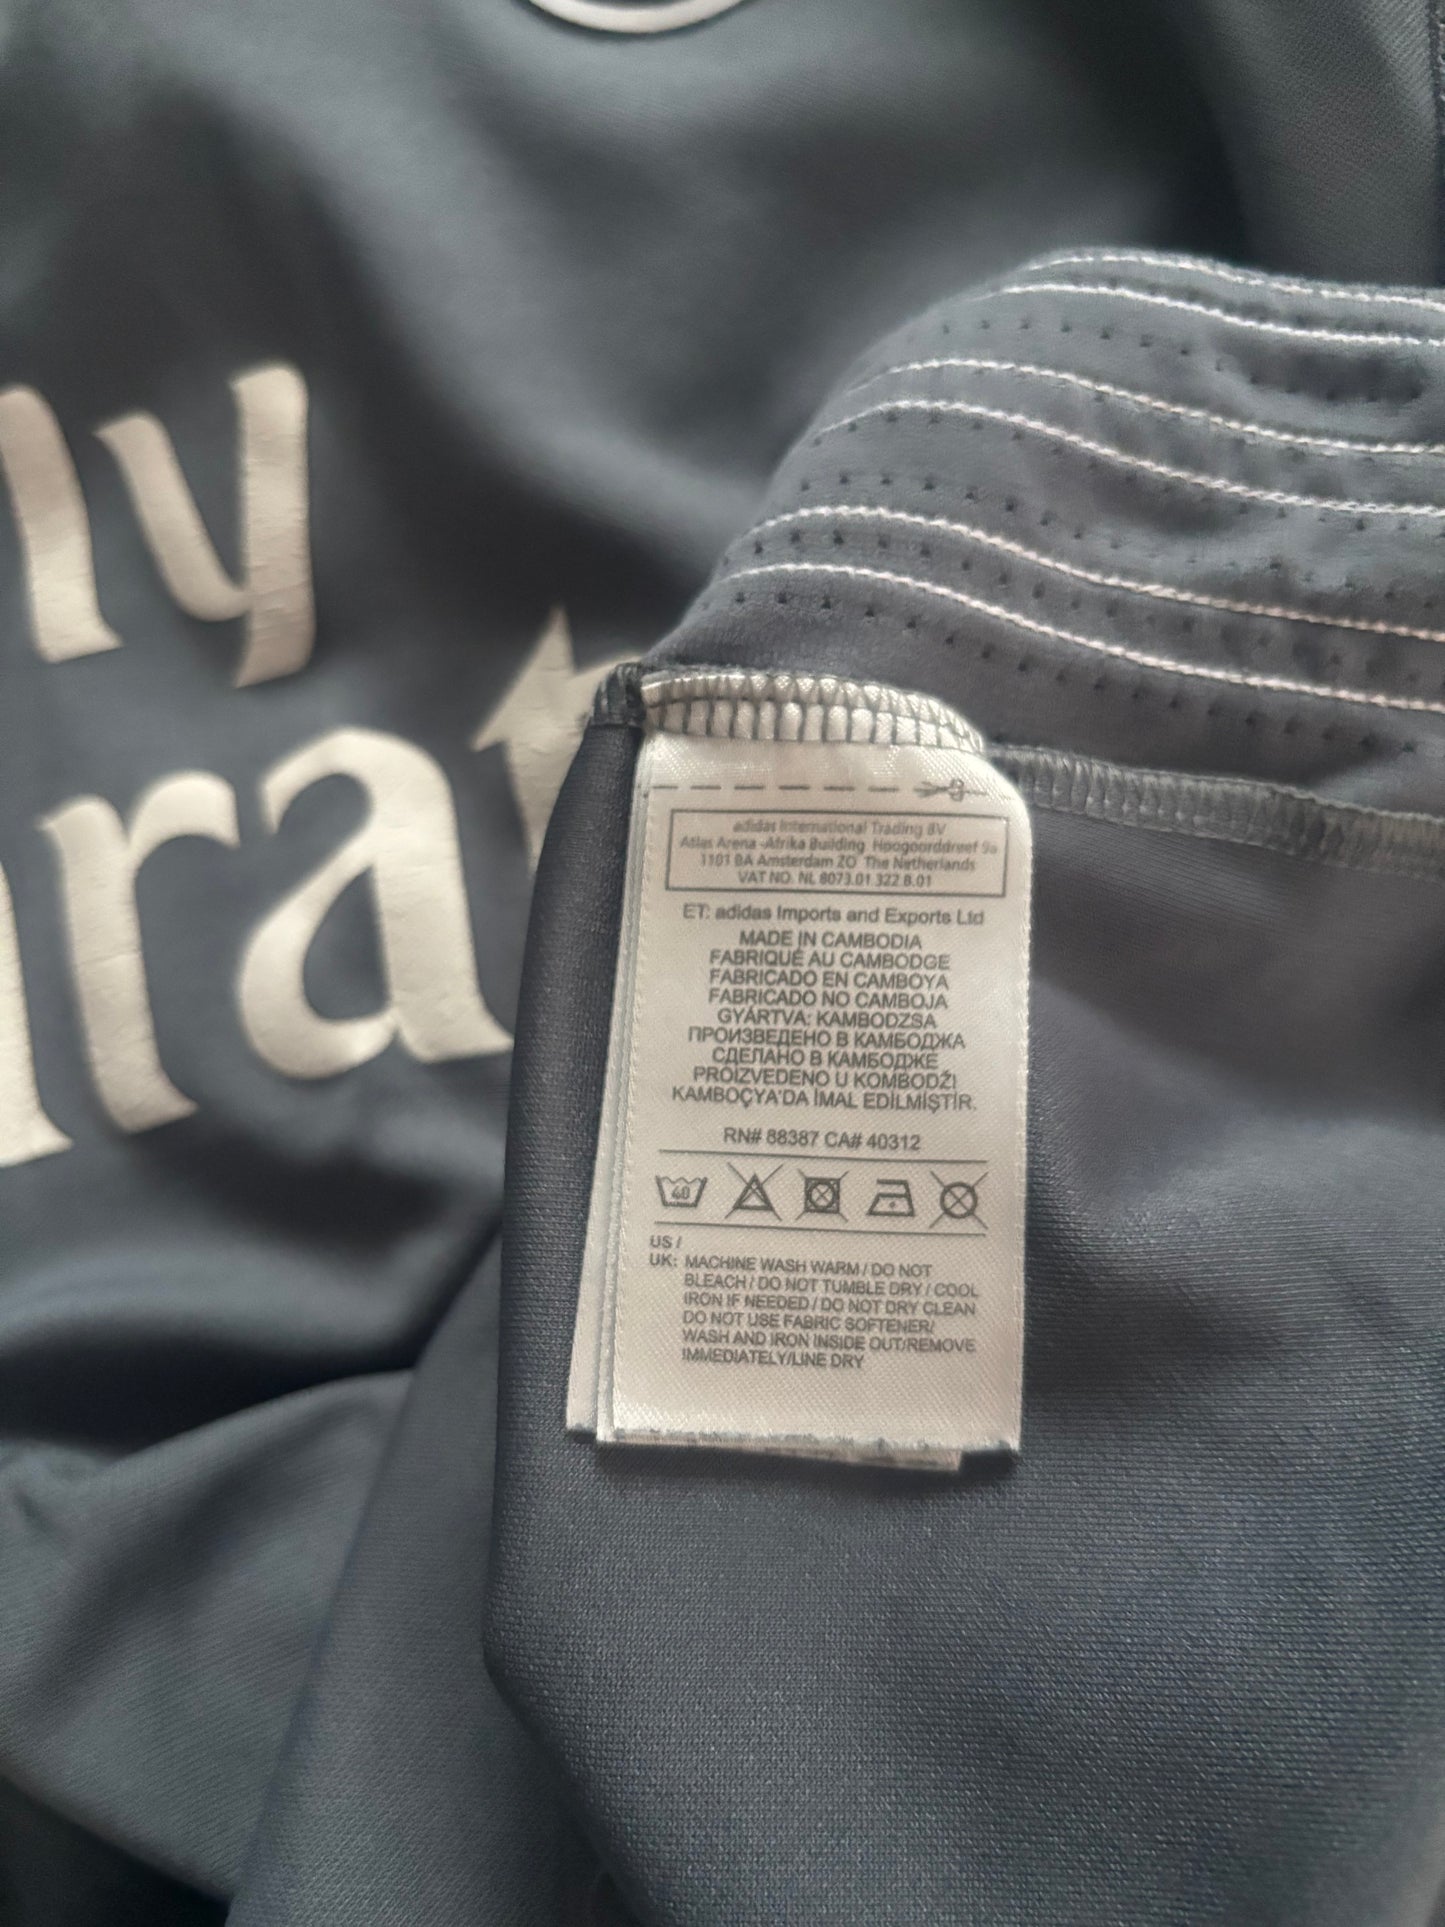 ly
rat
adidas International Trading BV
Atlas Arena -Afrika Building Hoogoorddreef 9a
1101 BA Amsterdam ZO The Netherlands
VAT NO. NL 8073.01 322 B.01
ET: adidas Imports and Exports Ltd
MADE IN CAMBODIA
FABRIQUÉ AU CAMBODGE
FABRICADO EN CAMBOYA
FABRICADO NO CAMBOJA
GYÁRTVA: KAMBODZSA
ПРОИЗВЕДЕНО В КАМБОДЖА
СДЕЛАНО В КАМБОДЖЕ
PROIZVEDENO U KOMBODŽI
KAMBOÇYA'DA İMAL EDİLMİŞTİR.
RN# 88387 CA# 40312
40
US /
UK: MACHINE WASH WARM / DO NOT
BLEACH / DO NOT TUMBLE DRY / COOL
IRON IF NEEDED / DO NOT DRY CLEAN
DO NOT USE FABRIC SOFTENER/
WASH AND IRON INSIDE OUT/REMOVE
IMMEDIATELY/LINE DRY